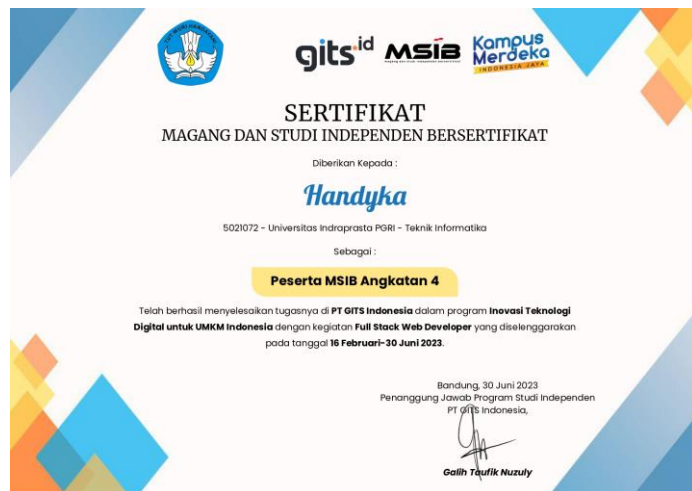 TUT WURI HANDAYANI
gits.id MSIB Kampus
Merdeka
INDONESIA JAYA
SERTIFIKAT
MAGANG DAN STUDI INDEPENDEN BERSERTIFIKAT
Diberikan Kepada :
Handyka
5021072 - Universitas Indraprasta PGRI - Teknik Informatika
Sebagai :
Peserta MSIB Angkatan 4
Telah berhasil menyelesaikan tugasnya di PT GITS Indonesia dalam program Inovasi Teknologi
Digital untuk UMKM Indonesia dengan kegiatan Full Stack Web Developer yang diselenggarakan
pada tanggal 16 Februari-30 Juni 2023.
Bandung, 30 Juni 2023
Penanggung Jawab Program Studi Independen
PT GITS Indonesia,
Galih Taufik Nuzuly